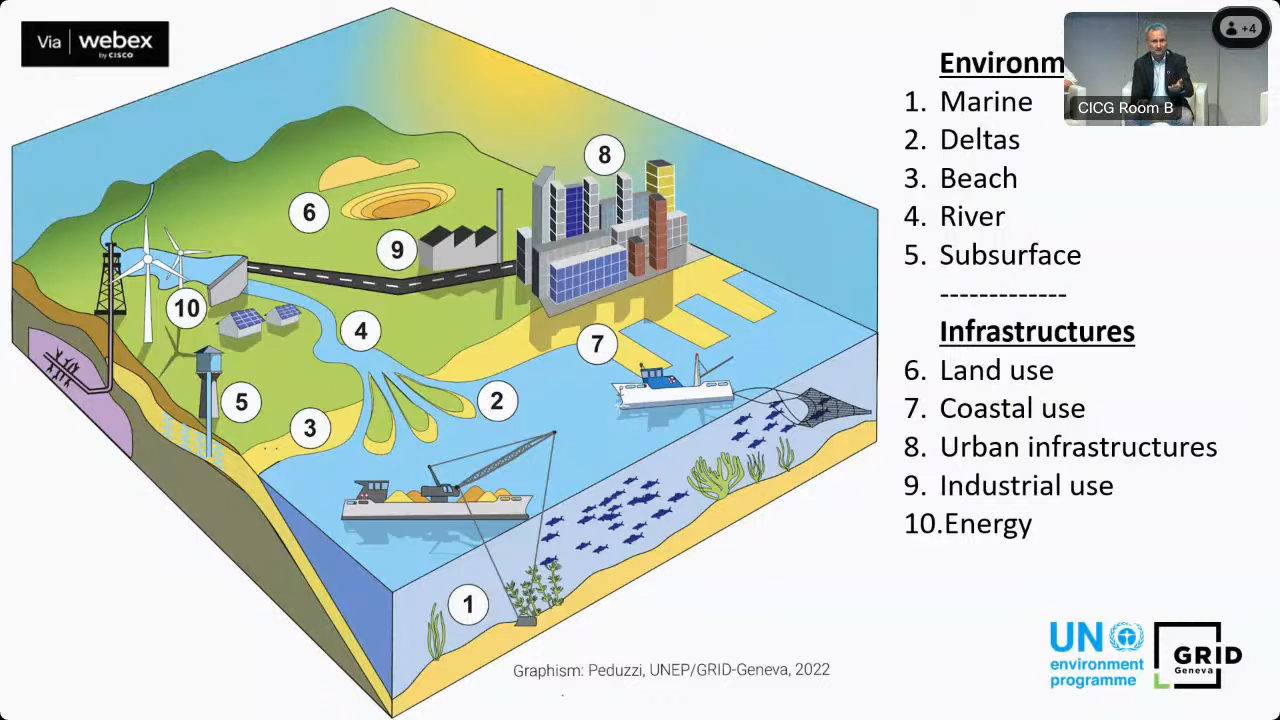 Via webex
by CISCO
+4
CICG Room B
Environm
1. Marine
2. Deltas
3. Beach
4. River
5. Subsurface
-------------
Infrastructures
6. Land use
7. Coastal use
8. Urban infrastructures
9. Industrial use
10.Energy
8
6
9
10
4
7
5
2
3
1
Graphism: Peduzzi, UNEP/GRID-Geneva, 2022
UN
environment
programme
GRID
Geneva